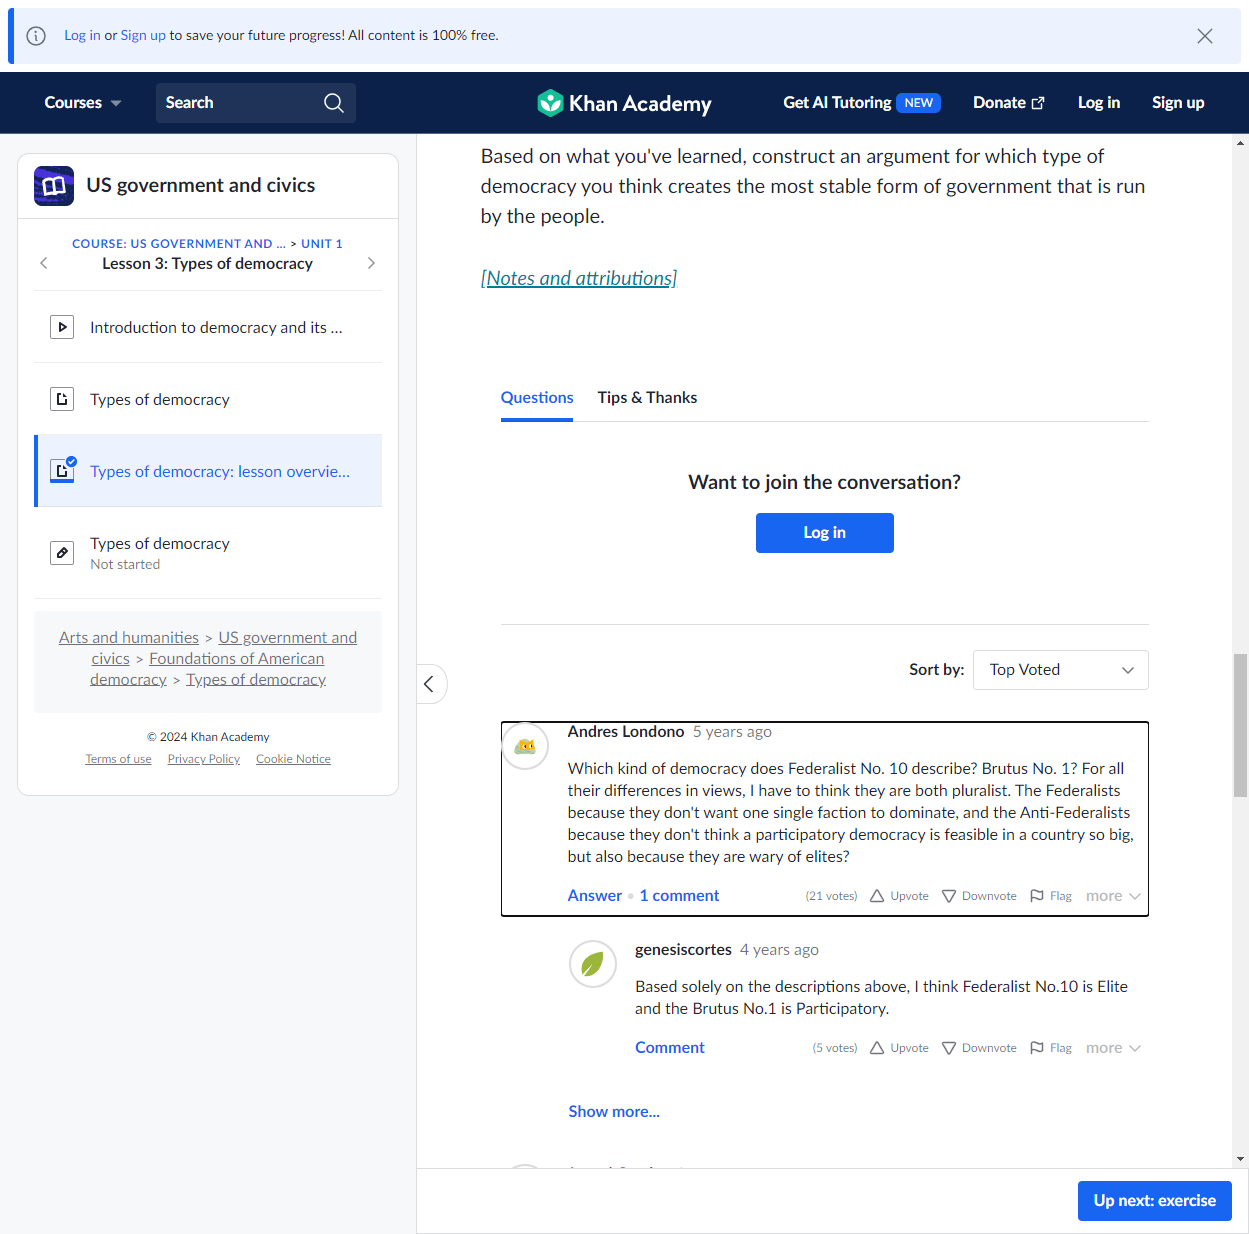 Log in or Sign up to save your future progress! All content is 100% free.
Courses
Search
Khan Academy
Get AI Tutoring NEW
Donate
Log in
Sign up
US government and civics
COURSE: US GOVERNMENT AND ... > UNIT 1
Lesson 3: Types of democracy
Introduction to democracy and its ...
Types of democracy
Types of democracy: lesson overvie...
Types of democracy
Not started
Arts and humanities > US government and
civics > Foundations of American
democracy > Types of democracy
© 2024 Khan Academy
Terms of use Privacy Policy Cookie Notice
Based on what you've learned, construct an argument for which type of
democracy you think creates the most stable form of government that is run
by the people.
[Notes and attributions]
Questions
Tips & Thanks
Want to join the conversation?
Log in
Sort by: Top Voted
Andres Londono 5 years ago
Which kind of democracy does Federalist No. 10 describe? Brutus No. 1? For all
their differences in views, I have to think they are both pluralist. The Federalists
because they don't want one single faction to dominate, and the Anti-Federalists
because they don't think a participatory democracy is feasible in a country so big,
but also because they are wary of elites?
Answer • 1 comment (21 votes) Upvote Downvote Flag more
genesiscortes 4 years ago
Based solely on the descriptions above, I think Federalist No.10 is Elite
and the Brutus No.1 is Participatory.
Comment (5 votes) Upvote Downvote Flag more
Show more...
Up next: exercise